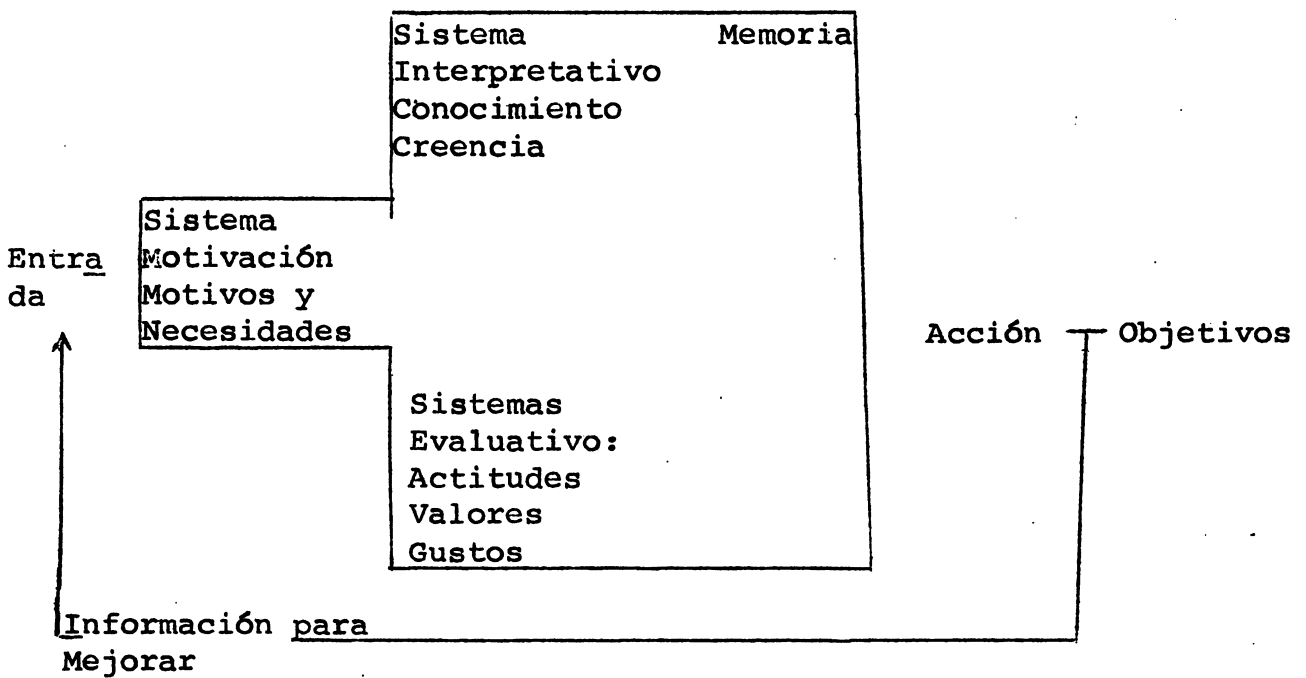 Sistema Memoria
Interpretativo
Conocimiento
Creencia
Sistema
Motivación
Motivos y
Necesidades
Entra
da
Acción Objetivos
Sistemas
Evaluativo:
Actitudes
Valores
Gustos
Información para
Mejorar